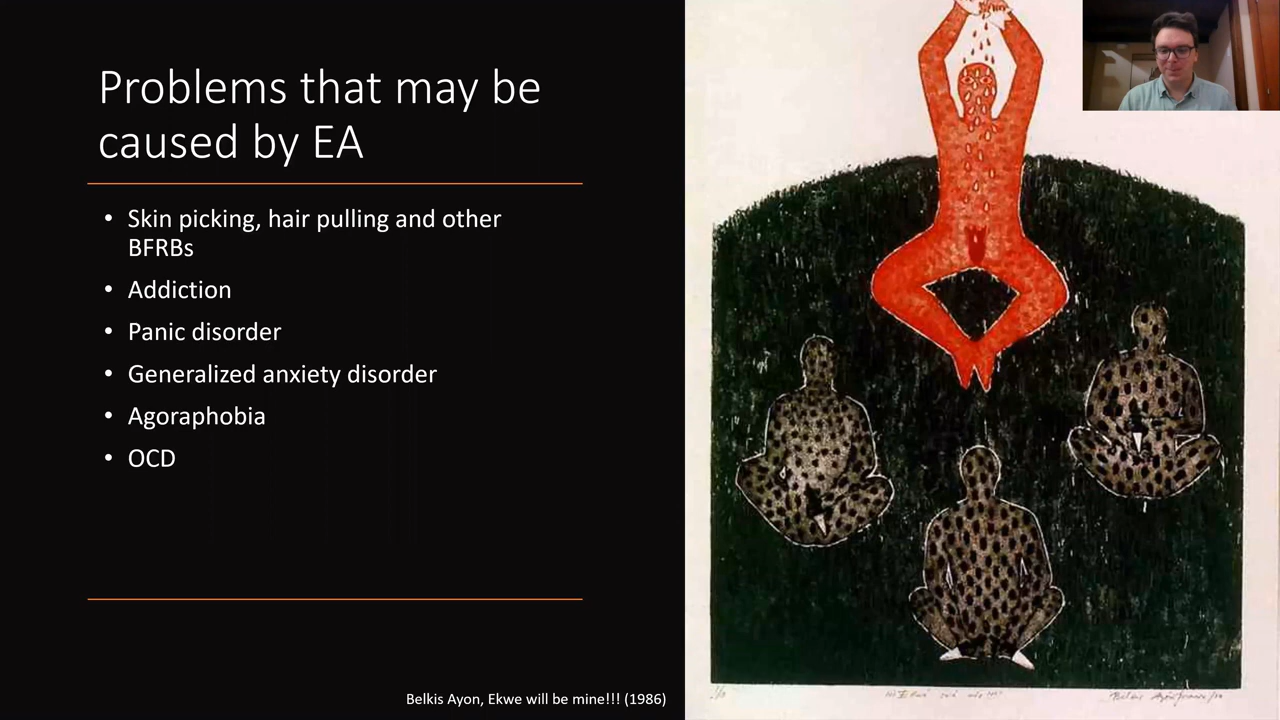 Problems that may be
caused by EA
• Skin picking, hair pulling and other
BFRBs
• Addiction
• Panic disorder
• Generalized anxiety disorder
• Agoraphobia
• OCD
Belkis Ayon, Ekwe will be mine!!! (1986)